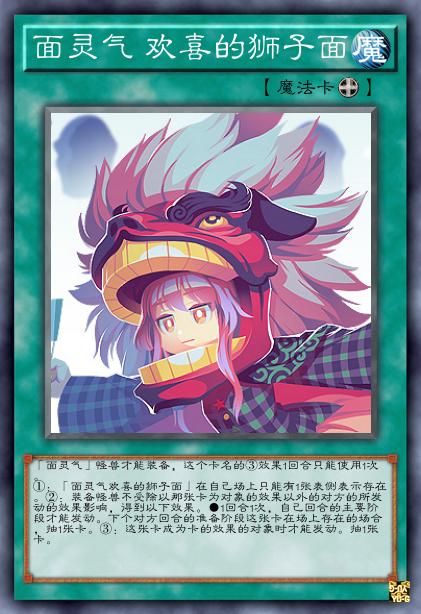 面灵气 欢喜的狮子面
魔
【魔法卡】
「面灵气」怪兽才能装备，这个卡名的③效果1回合只能使用1次。
①：「面灵气欢喜的狮子面」在自己场上只能有1张表侧表示存在
。②：装备怪兽不受除以那张卡为对象的效果以外的对方的所发
动的效果影响，得到以下效果。●1回合1次，自己回合的主要阶
段才能发动。下个对方回合的准备阶段这张卡在场上存在的场合
，抽1张卡。③：这张卡成为卡的效果的对象时才能发动。抽1张
卡。